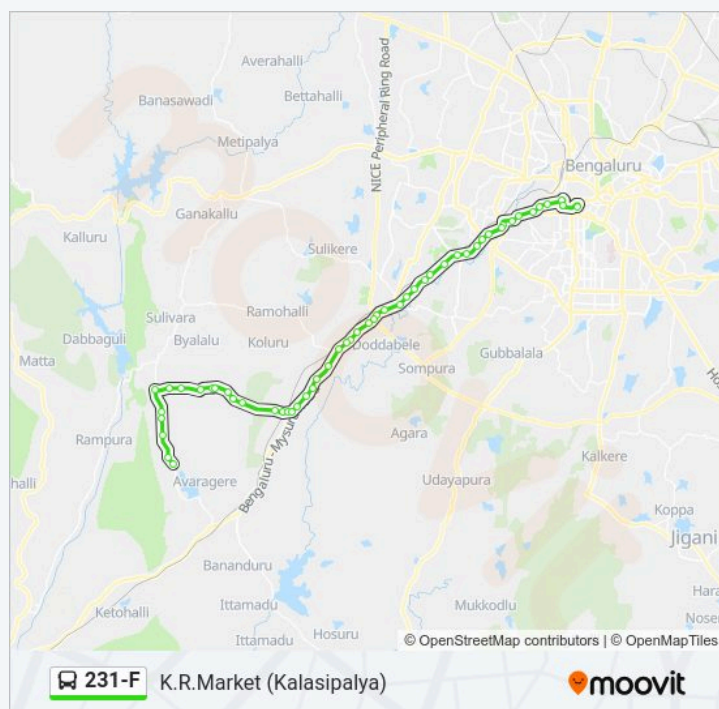 Averahalli
Banasawadi
Bettahalli
NICE Peripheral Ring Road
Metipalya
Bengaluru
Ganakallu
Kalluru
Sulikere
Ramohalli
Sulivara
Dabbaguli
Byalalu
Koluru
Doddabele
Matta
Gubbalala
Sompura
Bengaluru - Mysuru
Rampura
Agara
halli
Kalkere
Avaragere
Udayapura
Koppa
Jigani
Bananduru
Hara
Ittamadu
Mukkodlu
Ketohalli
Noser
Ittamadu
Hosuru
© OpenStreetMap contributors | © OpenMapTiles
231-F K.R.Market (Kalasipalya)
moovit